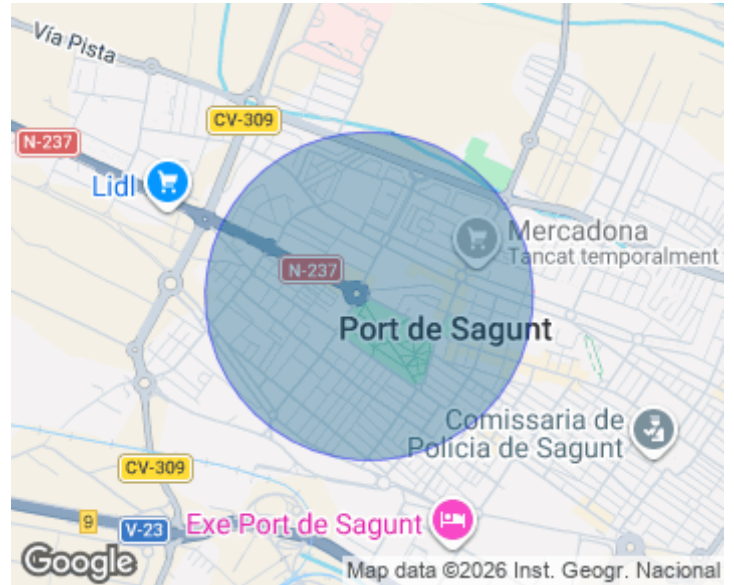 Vía Pista
CV-309
N-237
Lidl
Mercadona
Tancat temporalment
N-237
Port de Sagunt
Comissaria de
Policia de Sagunt
CV-309
9
V-23
Exe Port de Sagunt
Google
Map data ©2026 Inst. Geogr. Nacional